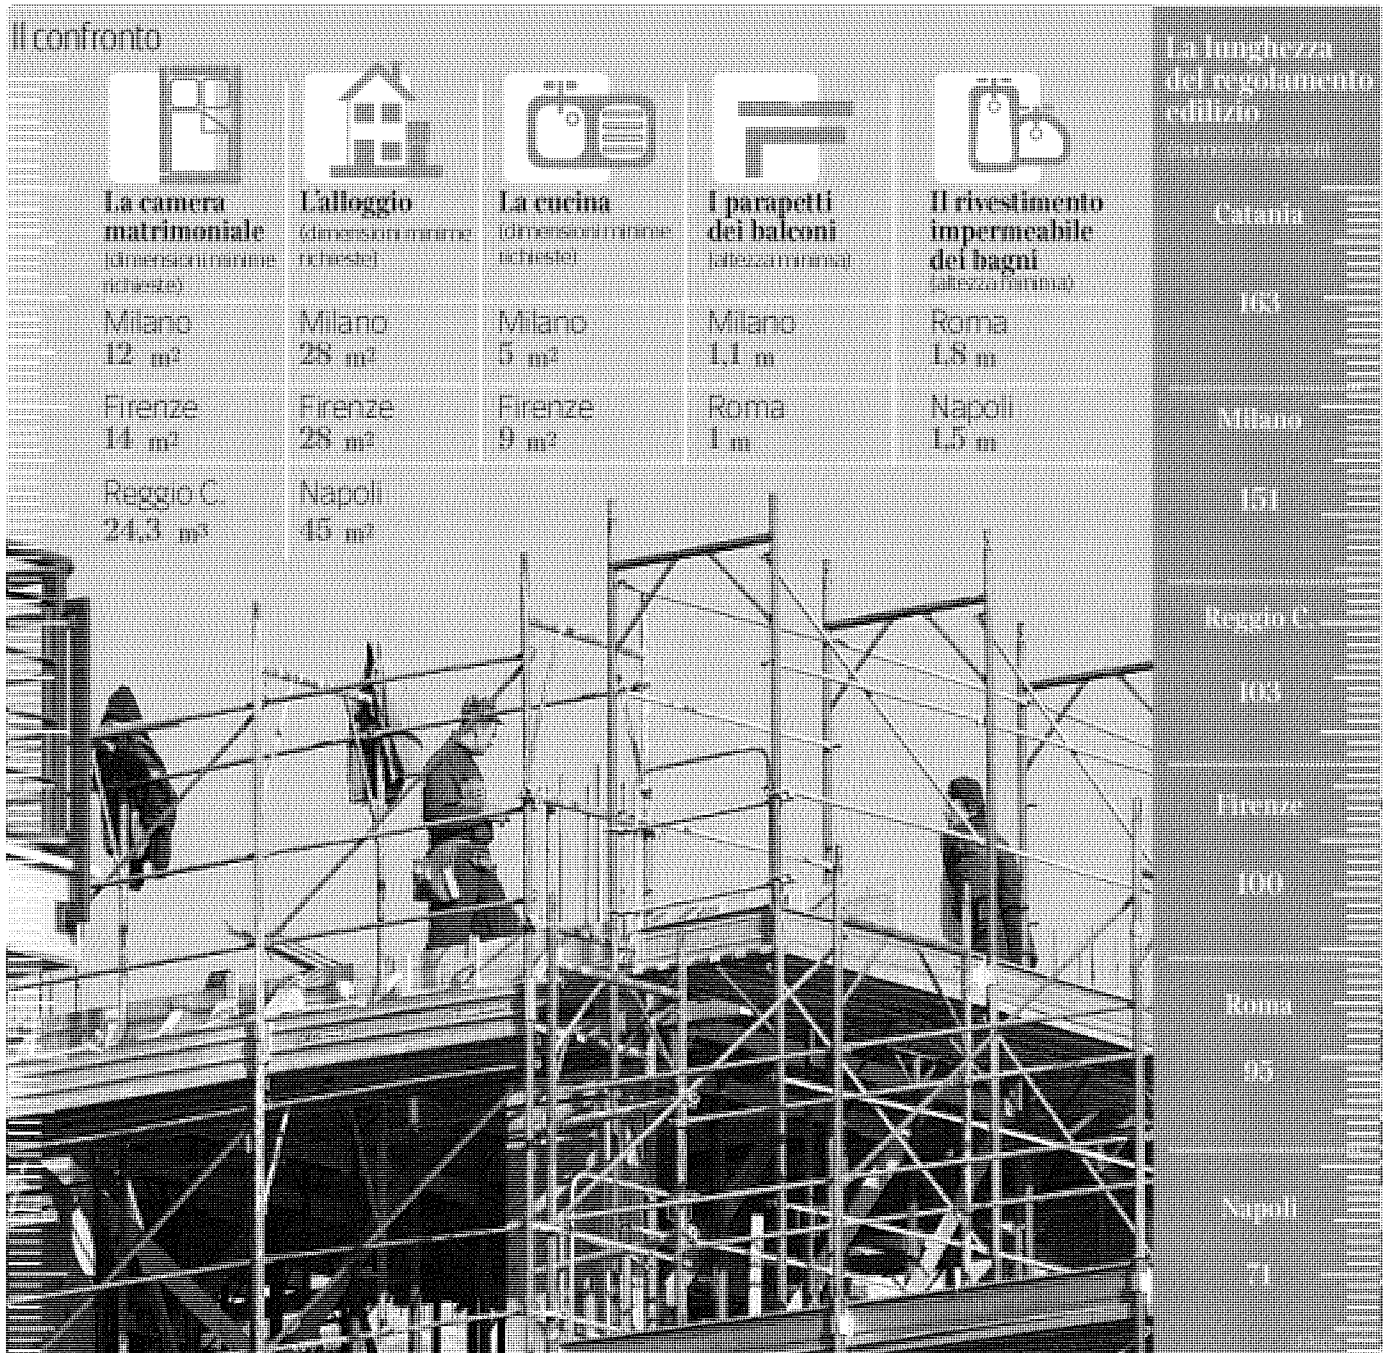 Il confronto
La camera
matrimoniale
(dimensioni minime
richieste)
Milano
12 m²
Firenze
14 m²
Reggio C.
24,3 m³
L'alloggio
(dimensioni minime
richieste)
Milano
28 m²
Firenze
28 m²
Napoli
45 m²
La cucina
(dimensioni minime
richieste)
Milano
5 m²
Firenze
9 m²
I parapetti
dei balconi
(altezza minima)
Milano
1,1 m
Roma
1 m
Il rivestimento
impermeabile
dei bagni
(altezza minima)
Roma
1,8 m
Napoli
1,5 m
La lunghezza
del regolamento
edilizio
Catania
163
Milano
151
Reggio C.
103
Firenze
100
Roma
95
Napoli
71